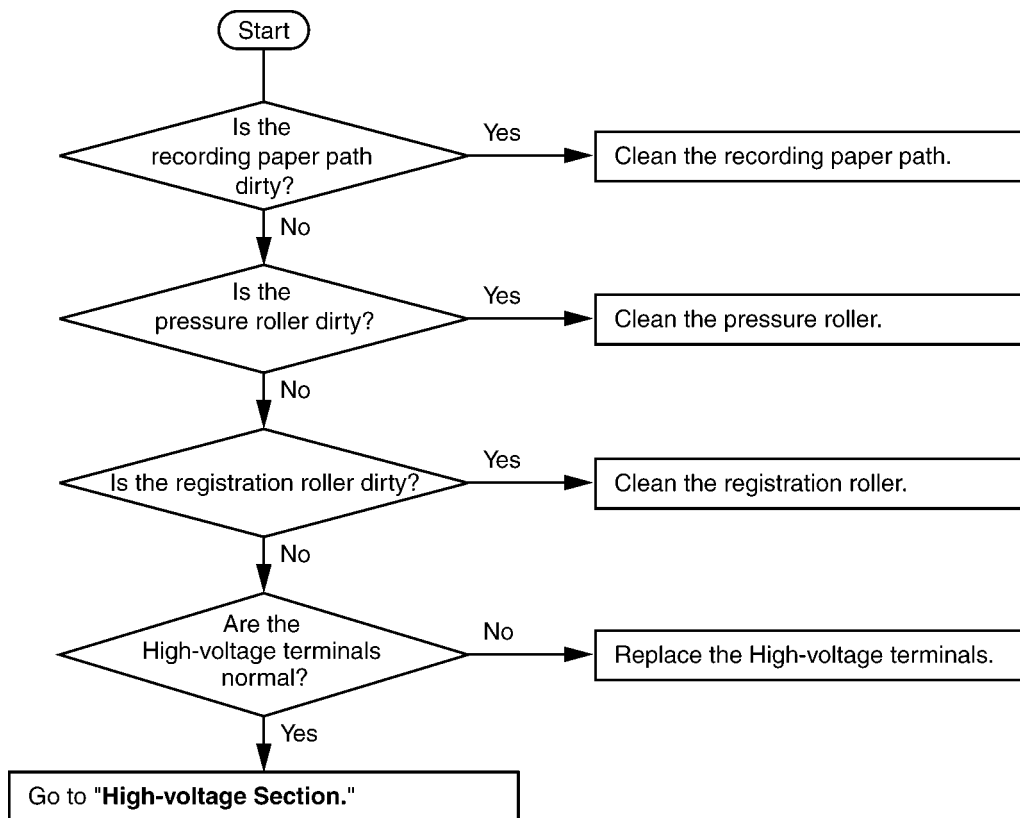 Start
Is the
recording paper path
dirty?
Yes
Clean the recording paper path.
No
Is the
pressure roller dirty?
Yes
Clean the pressure roller.
No
Is the registration roller dirty?
Yes
Clean the registration roller.
No
Are the
High-voltage terminals
normal?
No
Replace the High-voltage terminals.
Yes
Go to "High-voltage Section."